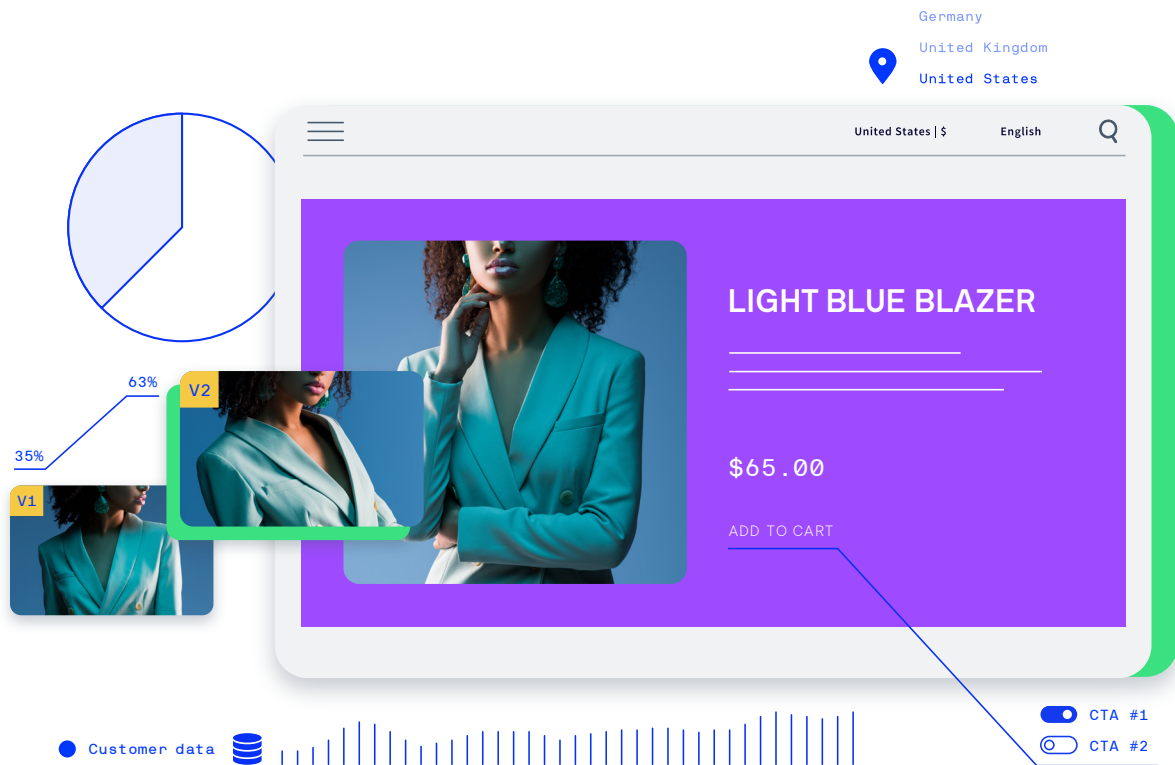 Germany
United Kingdom
United States
United States | $
English
LIGHT BLUE BLAZER
63%
V2
35%
$65.00
V1
ADD TO CART
CTA #1
CTA #2
Customer data